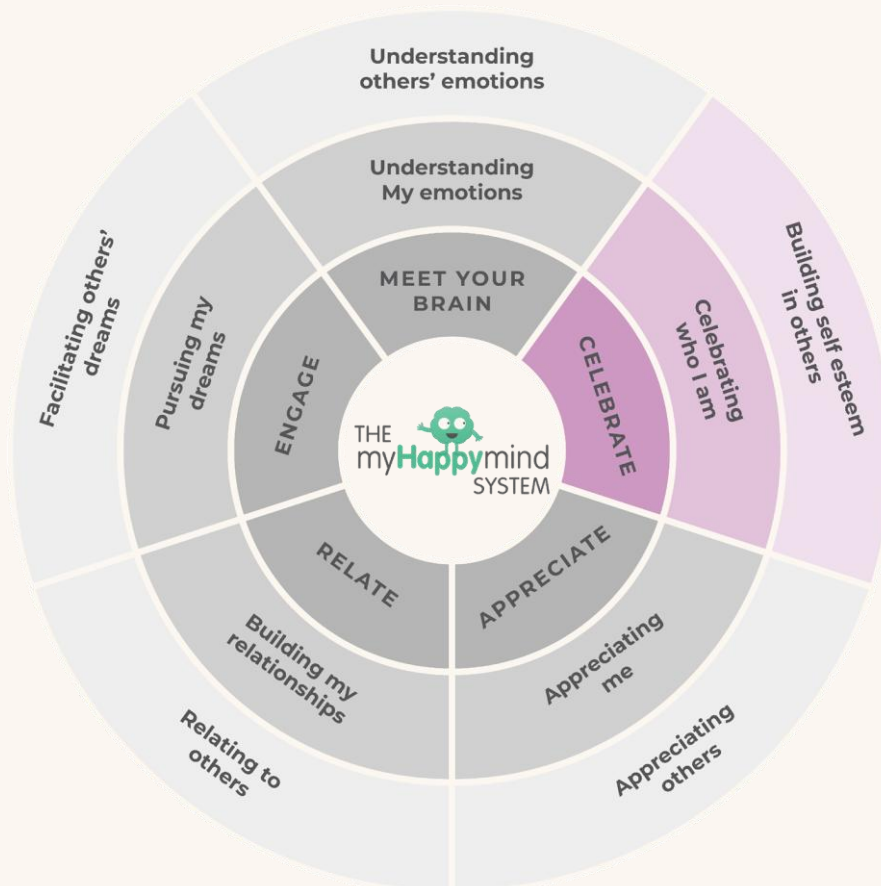 Understanding
others’ emotions
Understanding
My emotions
MEET YOUR
BRAIN
Building self esteem
in others
Celebrating
who I am
CELEBRATE
Appreciating
others
Appreciating
me
APPRECIATE
Relating to
others
Building my
relationships
RELATE
Facilitating others’
dreams
Pursuing my
dreams
ENGAGE
THE
myHappymind
SYSTEM